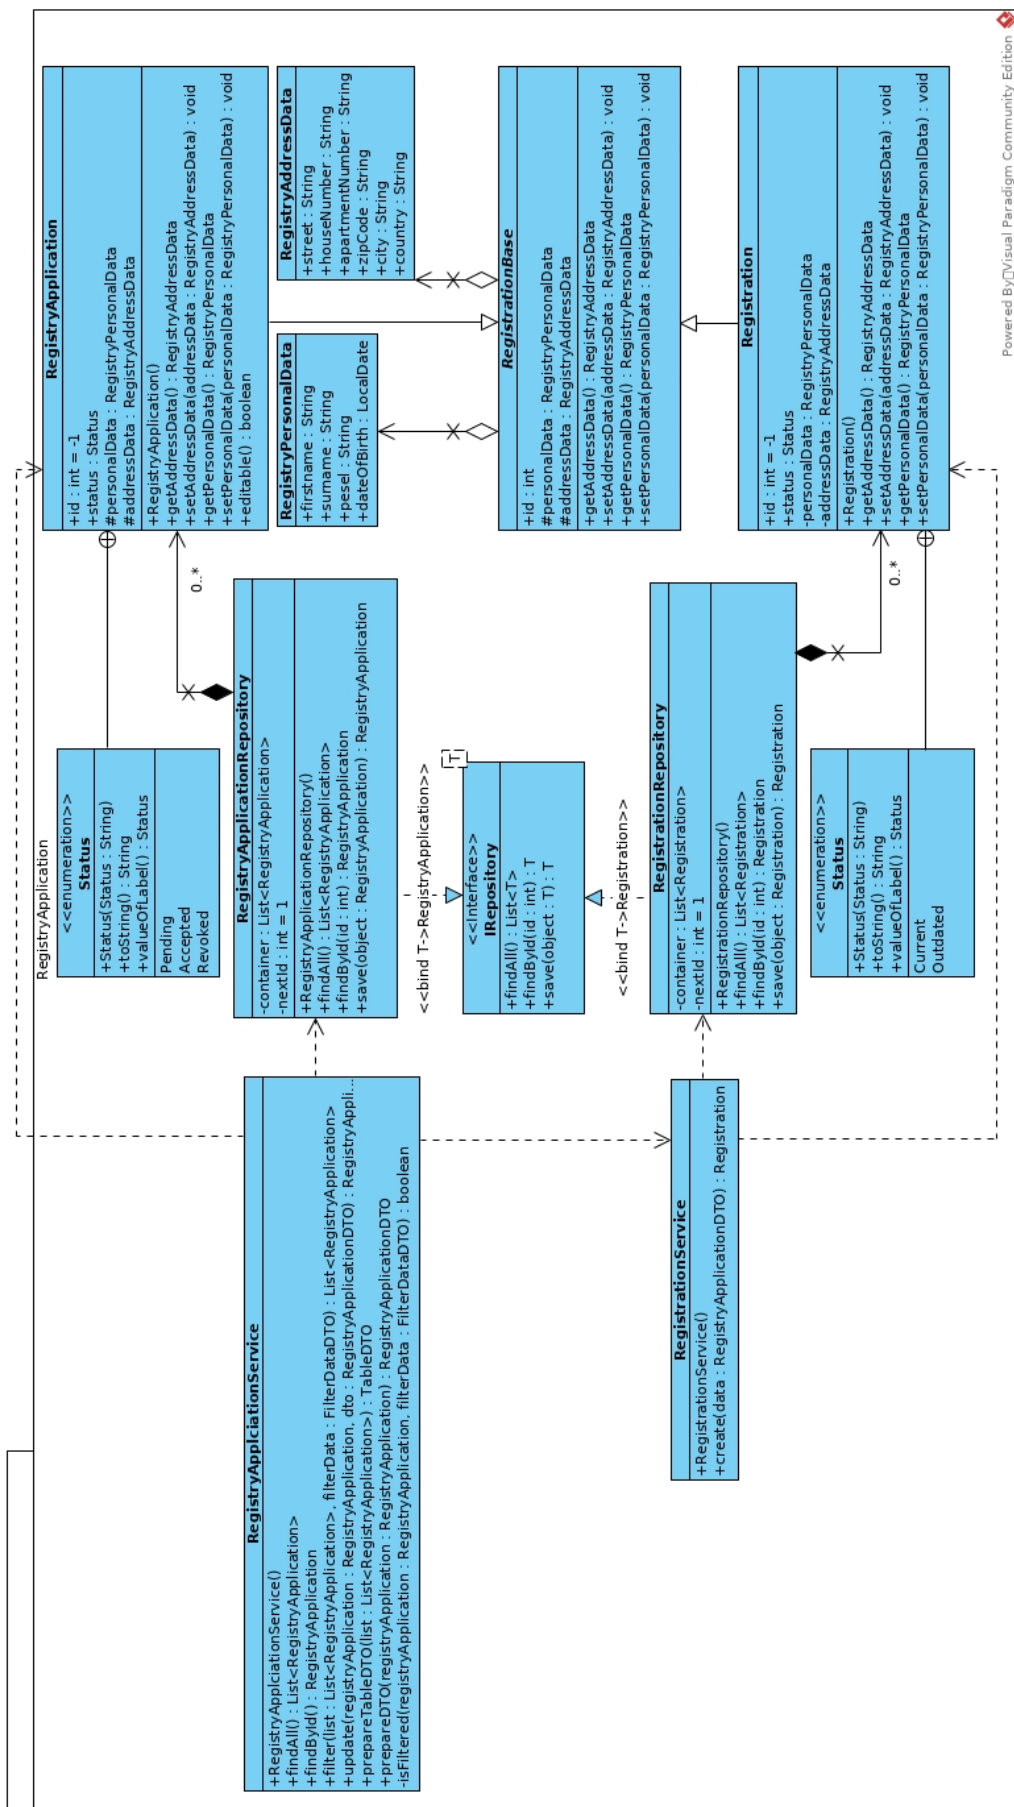 RegistryApplication
RegistryApplciationService
+RegistryApplciationService()
+findAll() : List<RegistryApplication>
+findById() : RegistryApplication
+filter(list : List<RegistryApplication>, filterData : FilterDataDTO) : List<RegistryApplication>
+update(registryApplication : RegistryApplication, dto : RegistryApplicationDTO) : RegistryAppli...
+prepareTableDTO(list : List<RegistryApplication>) : TableDTO
+prepareDTO(registryApplication : RegistryApplication) : RegistryApplicationDTO
-isFiltered(registryApplication : RegistryApplication, filterData : FilterDataDTO) : boolean
RegistrationService
+RegistrationService()
+create(data : RegistryApplicationDTO) : Registration
<<enumeration>>
Status
+Status(Status : String)
+toString() : String
+valueOfLabel() : Status
Pending
Accepted
Revoked
RegistryApplicationRepository
-container : List<RegistryApplication>
-nextId : int = 1
+RegistryApplicationRepository()
+findAll() : List<RegistryApplication>
+findById(id : int) : RegistryApplication
+save(object : RegistryApplication) : RegistryApplication
0..*
<<bind T->RegistryApplication>>
T
<<Interface>>
IRepository
+findAll() : List<T>
+findById(id : int) : T
+save(object : T) : T
<<bind T->Registration>>
RegistrationRepository
-container : List<Registration>
-nextId : int = 1
+RegistrationRepository()
+findAll() : List<Registration>
+findById(id : int) : Registration
+save(object : Registration) : Registration
0..*
<<enumeration>>
Status
+Status(Status : String)
+toString() : String
+valueOfLabel() : Status
Current
Outdated
RegistryApplication
+id : int = -1
+status : Status
#personalData : RegistryPersonalData
#addressData : RegistryAddressData
+RegistryApplication()
+getAddressData() : RegistryAddressData
+setAddressData(addressData : RegistryAddressData) : void
+getPersonalData() : RegistryPersonalData
+setPersonalData(personalData : RegistryPersonalData) : void
+editable() : boolean
RegistryPersonalData
+firstname : String
+surname : String
+pesel : String
+dateOfBirth : LocalDate
RegistryAddressData
+street : String
+houseNumber : String
+apartmentNumber : String
+zipCode : String
+city : String
+country : String
RegistrationBase
+id : int
#personalData : RegistryPersonalData
#addressData : RegistryAddressData
+getAddressData() : RegistryAddressData
+setAddressData(addressData : RegistryAddressData) : void
+getPersonalData() : RegistryPersonalData
+setPersonalData(personalData : RegistryPersonalData) : void
Registration
+id : int = -1
+status : Status
-personalData : RegistryPersonalData
-addressData : RegistryAddressData
+Registration()
+getAddressData() : RegistryAddressData
+setAddressData(addressData : RegistryAddressData) : void
+getPersonalData() : RegistryPersonalData
+setPersonalData(personalData : RegistryPersonalData) : void
Powered By Visual Paradigm Community Edition